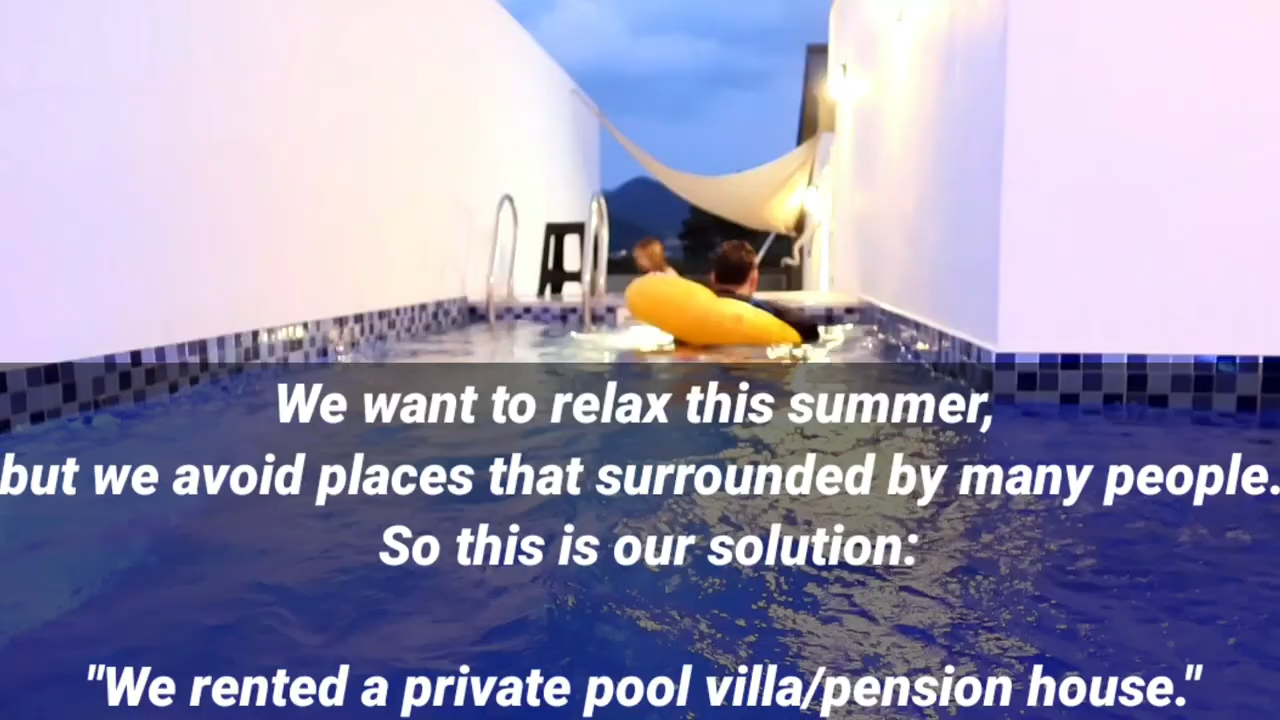 We want to relax this summer,
but we avoid places that surrounded by many people.
So this is our solution:
"We rented a private pool villa/pension house."